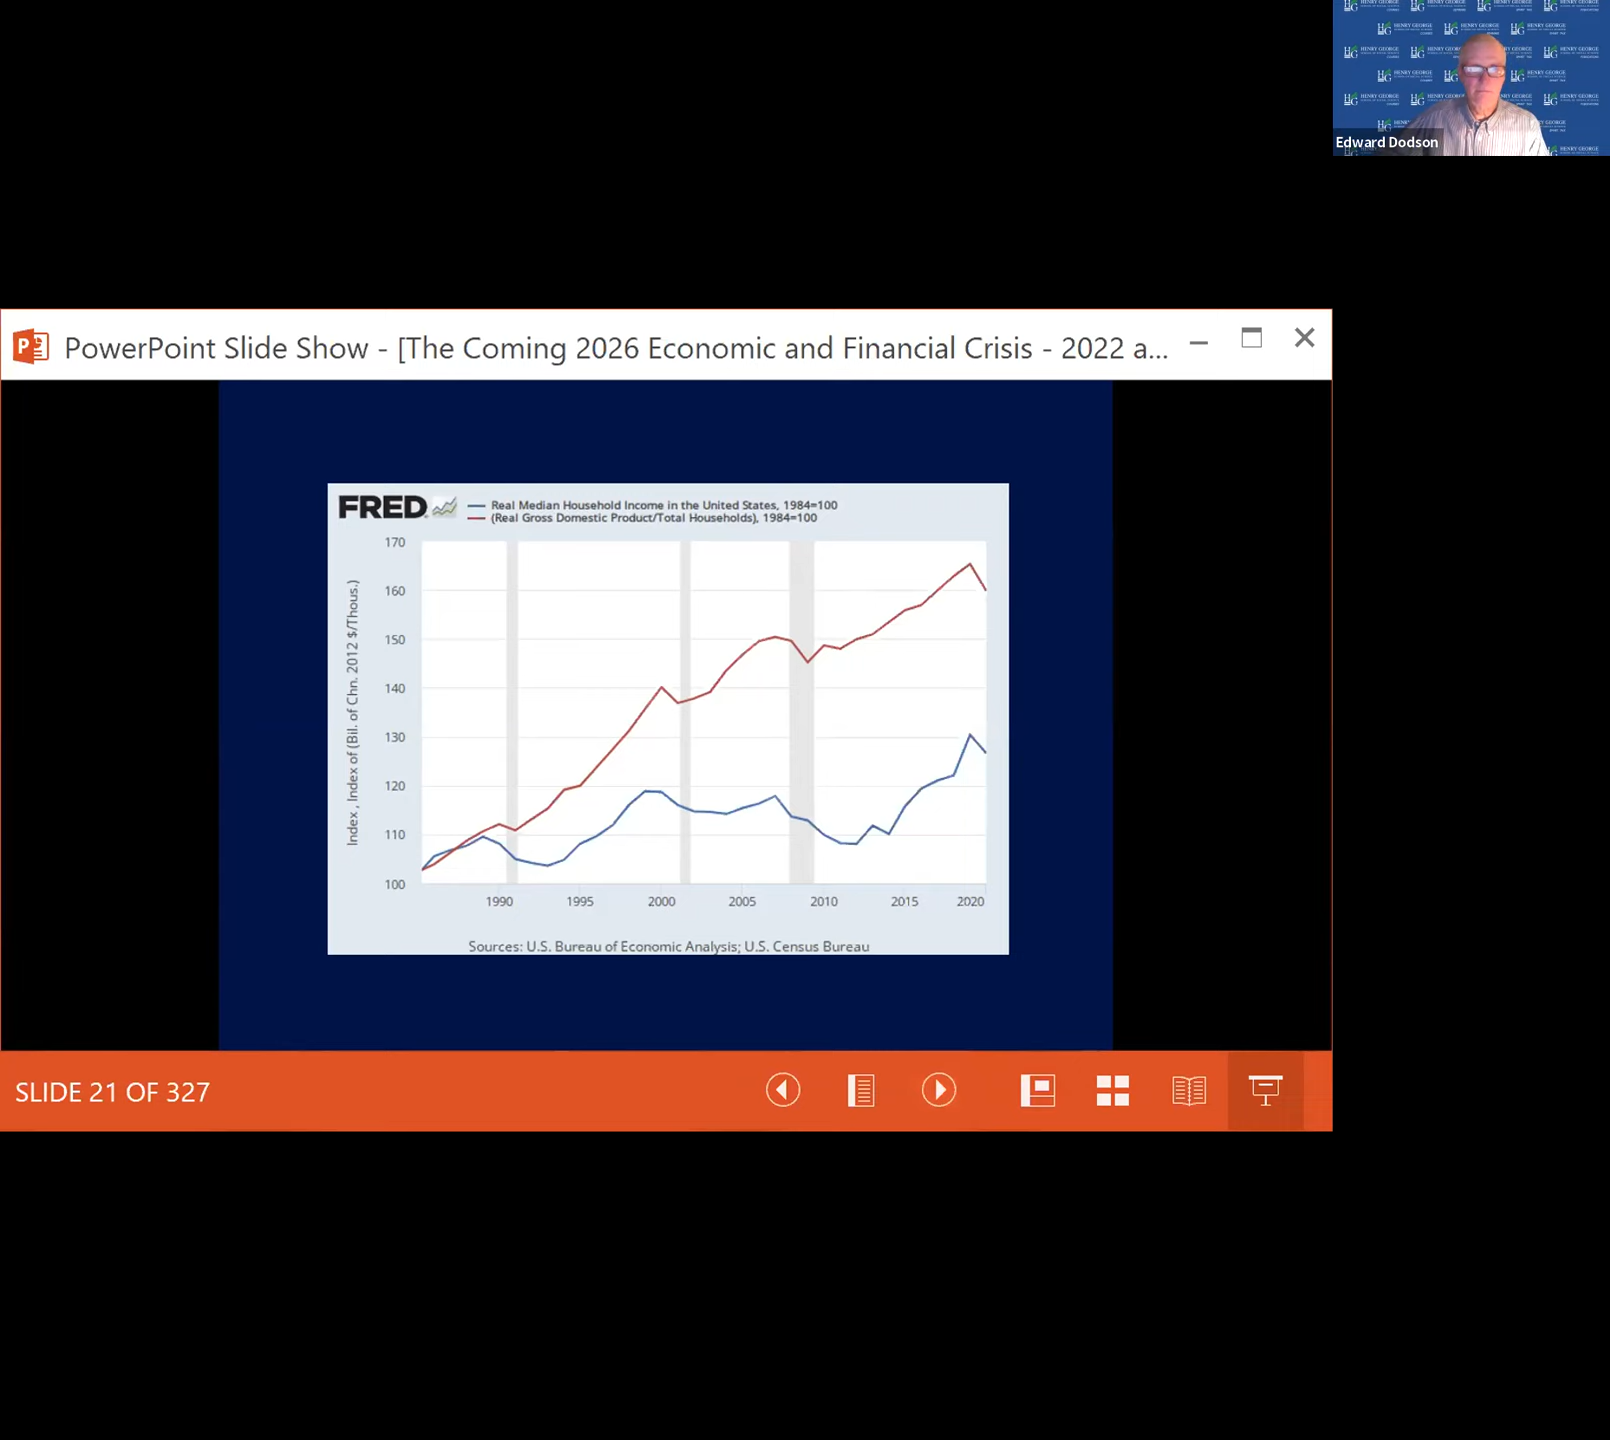 HENRY GEORGE
Edward Dodson
PowerPoint Slide Show - [The Coming 2026 Economic and Financial Crisis - 2022 a...
FRED
Real Median Household Income in the United States, 1984=100
(Real Gross Domestic Product/Total Households), 1984=100
Index , Index of (Bil. of Chn. 2012 $/Thous.)
170
160
150
140
130
120
110
100
1990 1995 2000 2005 2010 2015 2020
Sources: U.S. Bureau of Economic Analysis; U.S. Census Bureau
SLIDE 21 OF 327